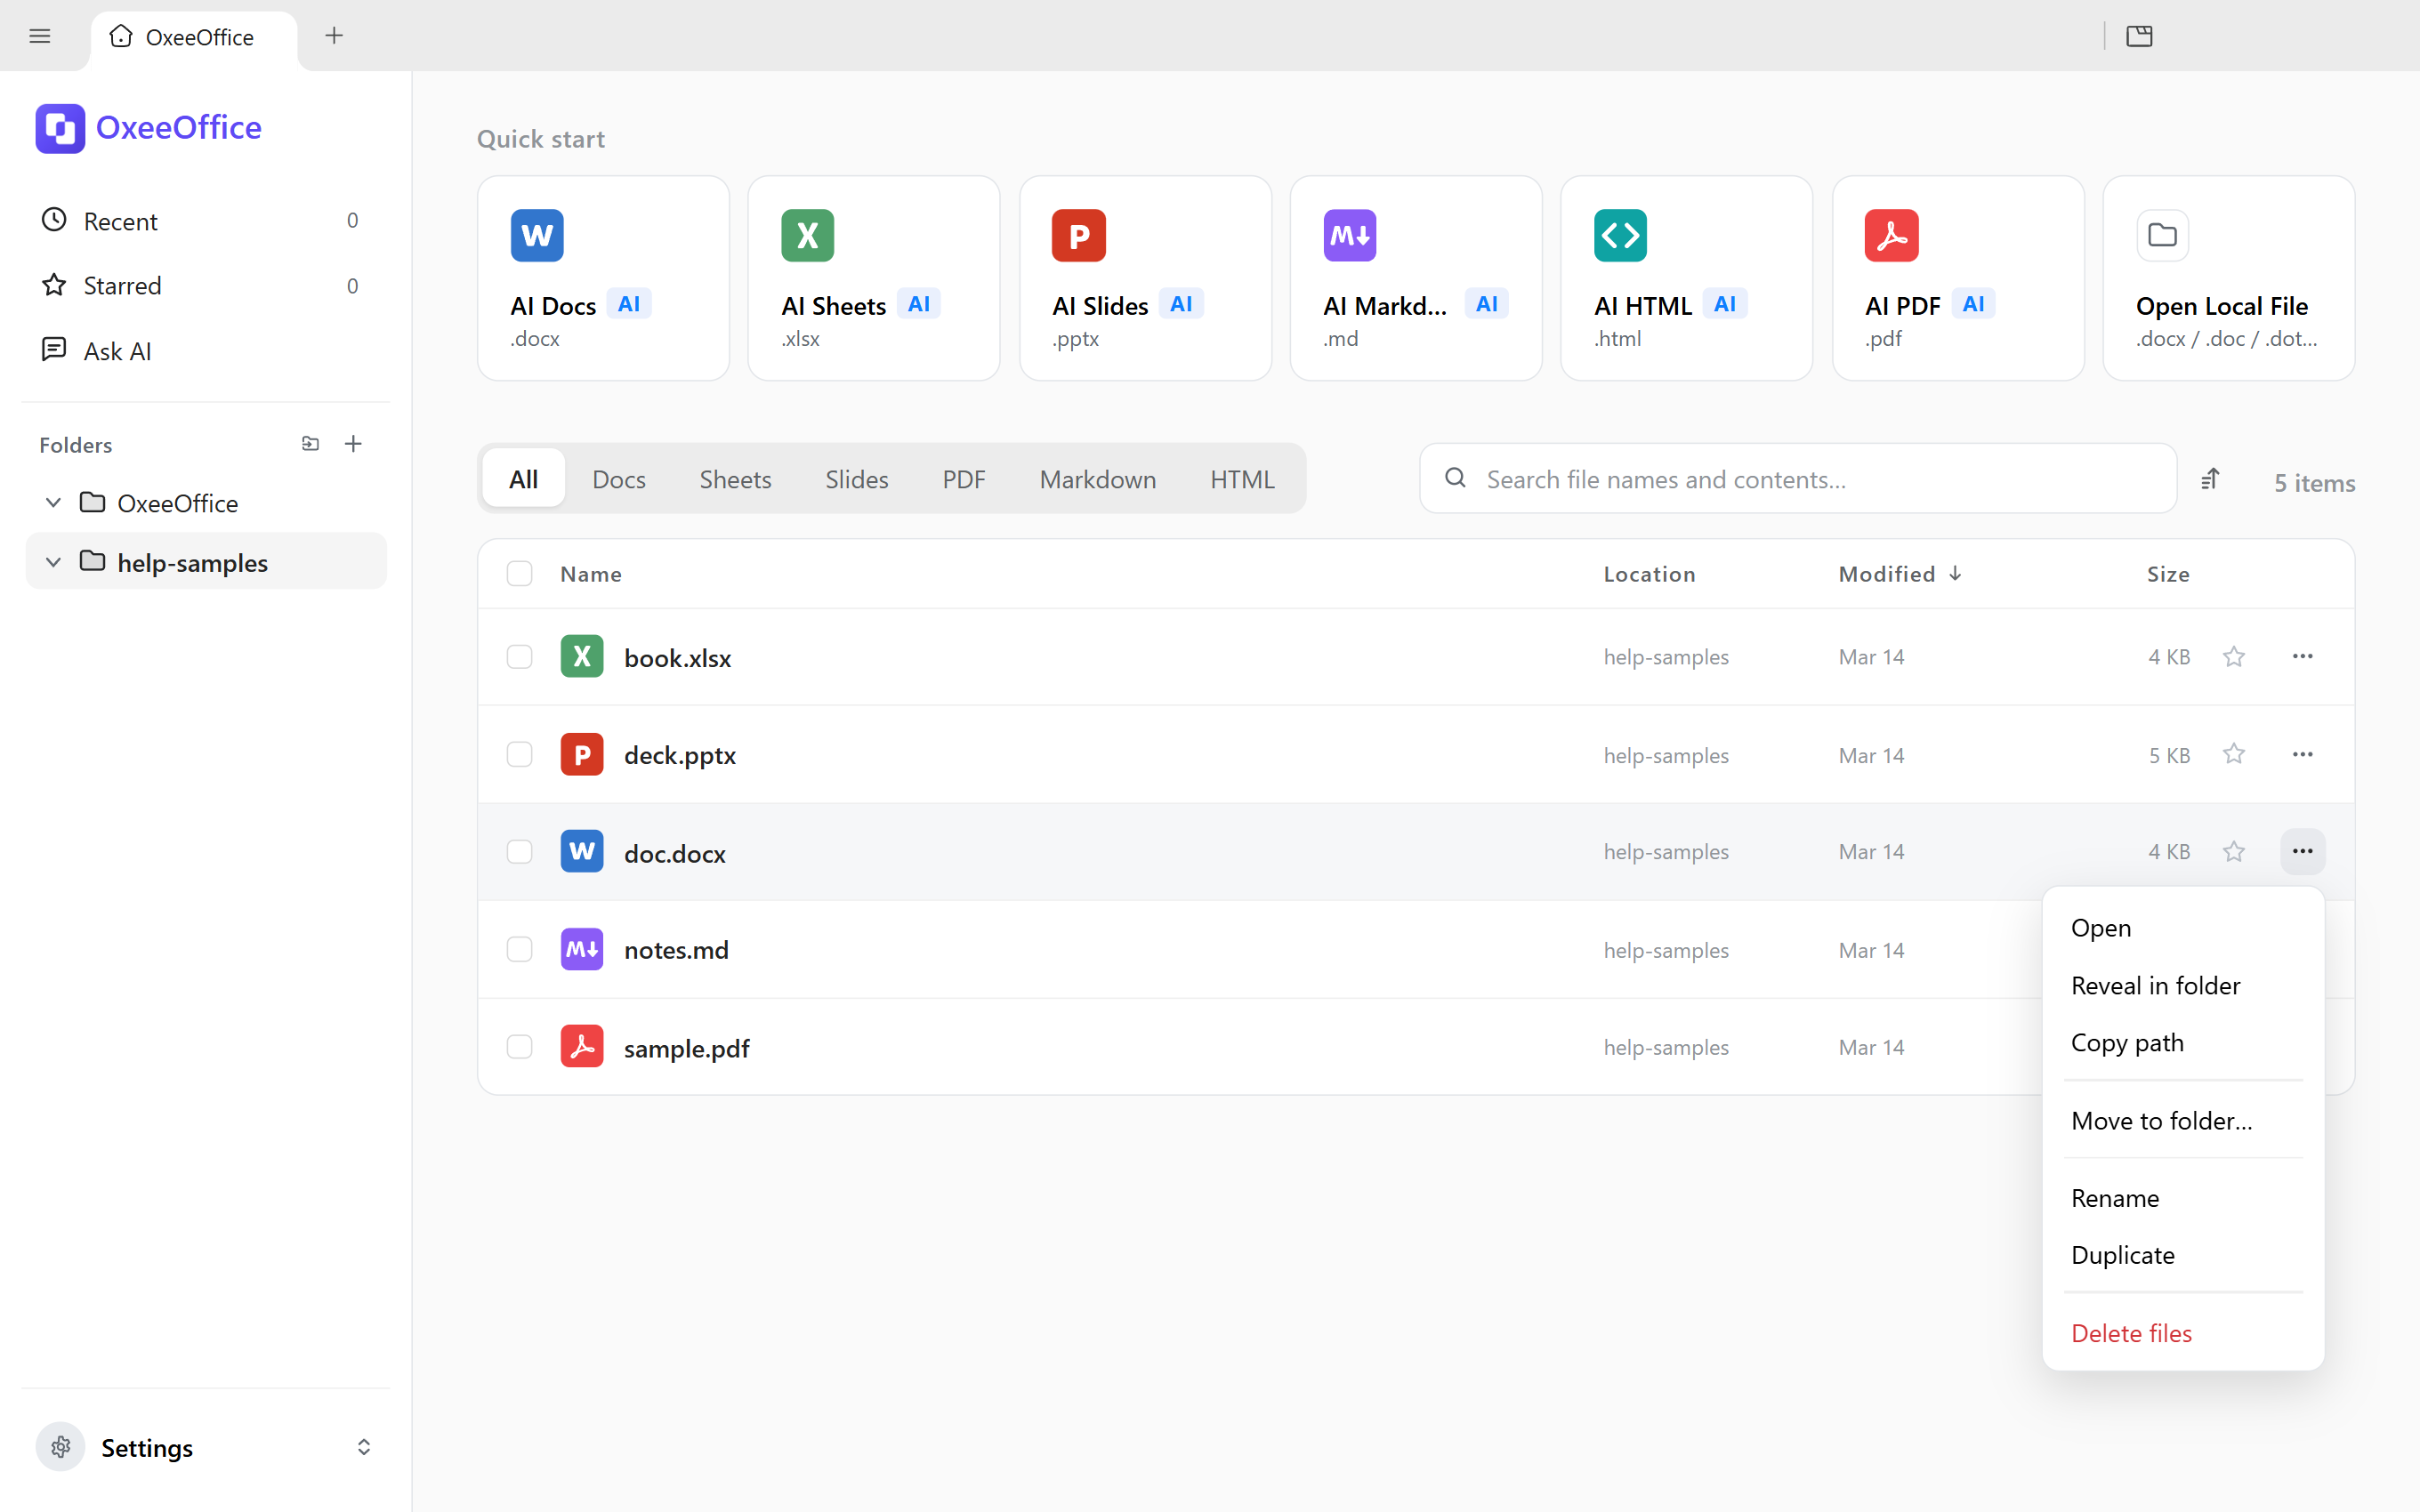 OxeeOffice
OxeeOffice
Recent 0
Starred 0
Ask AI
Folders
OxeeOffice
help-samples
Settings
Quick start
W
AI Docs AI
.docx
X
AI Sheets AI
.xlsx
P
AI Slides AI
.pptx
M↓
AI Markd... AI
.md
<>
AI HTML AI
.html
AI PDF AI
.pdf
Open Local File
.docx / .doc / .dot...
All Docs Sheets Slides PDF Markdown HTML
Search file names and contents...
5 items
Name Location Modified ↓ Size
X book.xlsx help-samples Mar 14 4 KB
P deck.pptx help-samples Mar 14 5 KB
W doc.docx help-samples Mar 14 4 KB
M↓ notes.md help-samples Mar 14
sample.pdf help-samples Mar 14
Open
Reveal in folder
Copy path
Move to folder...
Rename
Duplicate
Delete files